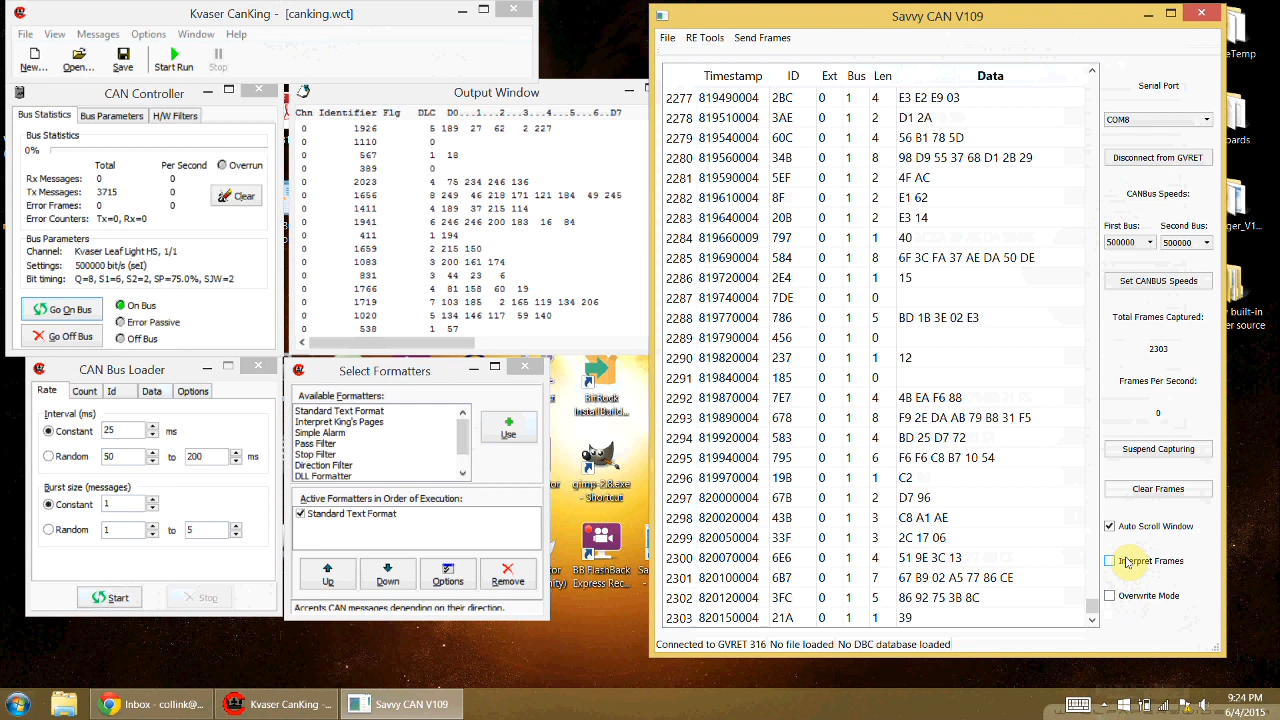 Kvaser CanKing - [canking.wct]
File View Messages Options Window Help
New... Open... Save Start Run Stop
CAN Controller
Bus Statistics Bus Parameters H/W Filters
Bus Statistics
0%
Total Per Second Overrun
Rx Messages: 0 0
Tx Messages: 3715 0
Error Frames: 0 0
Error Counters: Tx=0, Rx=0
Clear
Bus Parameters
Channel: Kvaser Leaf Light HS, 1/1
Settings: 500000 bit/s (sel)
Bit timing: Q=8, S1=6, S2=2, SP=75.0%, SJW=2
Go On Bus On Bus
Error Passive
Go Off Bus Off Bus
Output Window
Chn Identifier Flg DLC D0...1...2...3...4...5...6..D7
0 1926 5 189 27 62 2 227
0 1110 0
0 567 1 18
0 389 0
0 2023 4 75 234 246 136
0 1656 8 249 46 218 171 121 184 49 245
0 1411 4 189 37 215 114
0 1941 6 246 246 200 183 16 84
0 411 1 194
0 1659 2 215 150
0 1083 3 200 161 174
0 831 3 44 23 6
0 1766 4 81 158 60 19
0 1719 7 103 185 2 165 119 134 206
0 1020 5 134 146 117 59 140
0 538 1 57
CAN Bus Loader
Rate Count Id Data Options
Interval (ms)
Constant 25 ms
Random 50 to 200 ms
Burst size (messages)
Constant 1
Random 1 to 5
Start Stop
Select Formatters
Available Formatters:
Standard Text Format
Interpret King's Pages
Simple Alarm
Pass Filter
Stop Filter
Direction Filter
DLL Formatter
Use
Active Formatters in Order of Execution:
Standard Text Format
Up Down Options Remove
Accepts CAN messages depending on their direction.
BitRock
InstallBuild...
gimp-2.8.exe
- Shortcut
BB FlashBack
Express Rec...
Savvy CAN V109
File RE Tools Send Frames
Timestamp ID Ext Bus Len Data
2277 819490004 2BC 0 1 4 E3 E2 E9 03
2278 819510004 3AE 0 1 2 D1 2A
2279 819540004 60C 0 1 4 56 B1 78 5D
2280 819560004 34B 0 1 8 98 D9 55 37 68 D1 2B 29
2281 819590004 5EF 0 1 2 4F AC
2282 819610004 8F 0 1 2 E1 62
2283 819640004 20B 0 1 2 E3 14
2284 819660009 797 0 1 1 40
2285 819690004 584 0 1 8 6F 3C FA 37 AE DA 50 DE
2286 819720004 2E4 0 1 1 15
2287 819740004 7DE 0 1 0
2288 819770004 786 0 1 5 BD 1B 3E 02 E3
2289 819790004 456 0 1 0
2290 819820004 237 0 1 1 12
2291 819840004 185 0 1 0
2292 819870004 7E7 0 1 4 4B EA F6 88
2293 819890004 678 0 1 8 F9 2E DA AB 79 B8 31 F5
2294 819920004 583 0 1 4 BD 25 D7 72
2295 819940004 795 0 1 6 F6 F6 C8 B7 10 54
2296 819970004 19B 0 1 1 C2
2297 820000004 67B 0 1 2 D7 96
2298 820020004 43B 0 1 3 C8 A1 AE
2299 820050004 33F 0 1 3 2C 17 06
2300 820070004 6E6 0 1 4 51 9E 3C 13
2301 820100004 6B7 0 1 7 67 B9 02 A5 77 86 CE
2302 820120004 3FC 0 1 5 86 92 75 3B 8C
2303 820150004 21A 0 1 1 39
Connected to GVRET 316 No file loaded No DBC database loaded
Serial Port
COM8
Disconnect from GVRET
CANBus Speeds:
First Bus: Second Bus:
500000 500000
Set CANBUS Speeds
Total Frames Captured:
2303
Frames Per Second:
0
Suspend Capturing
Clear Frames
Auto Scroll Window
Interpret Frames
Overwrite Mode
eTemp
oards
ger_V1...
y built-in
er source
Inbox - collink@... Kvaser CanKing -... Savvy CAN V109
9:24 PM
6/4/2015